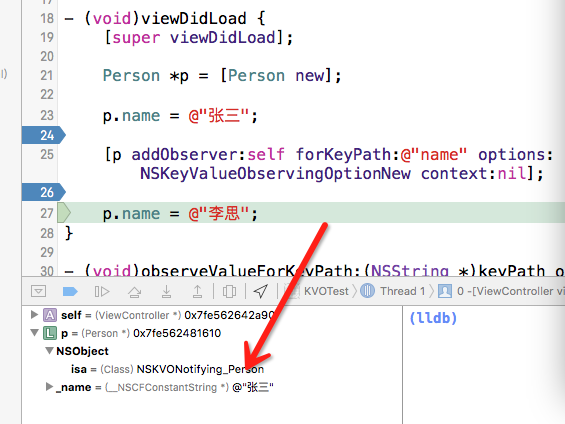 17
18 - (void)viewDidLoad {
19 [super viewDidLoad];
20
21 Person *p = [Person new];
22
23 p.name = @"张三";
24
25 [p addObserver:self forKeyPath:@"name" options:
NSKeyValueObservingOptionNew context:nil];
26
27 p.name = @"李思";
28 }
29
30 - (void)observeValueForKeyPath:(NSString *)keyPath o
KVOTest Thread 1 0 -[ViewController vi
A self = (ViewController *) 0x7fe562642a90
L p = (Person *) 0x7fe562481610
NSObject
isa = (Class) NSKVONotifying_Person
_name = (__NSCFConstantString *) @"张三"
(lldb)